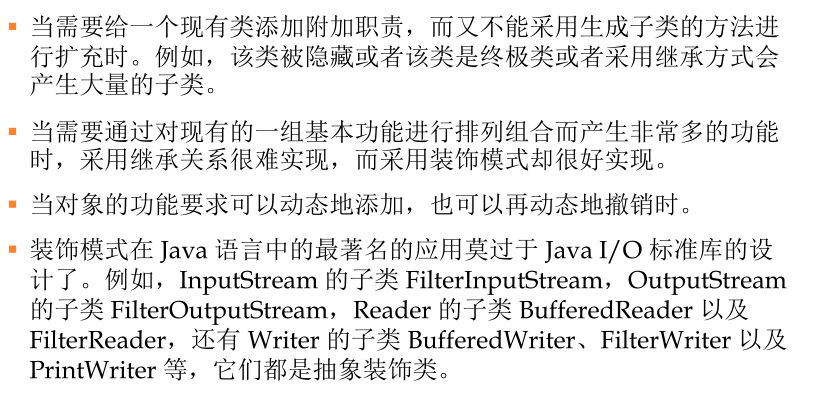 ▪ 当需要给一个现有类添加附加职责，而又不能采用生成子类的方法进
行扩充时。例如，该类被隐藏或者该类是终极类或者采用继承方式会
产生大量的子类。
▪ 当需要通过对现有的一组基本功能进行排列组合而产生非常多的功能
时，采用继承关系很难实现，而采用装饰模式却很好实现。
▪ 当对象的功能要求可以动态地添加，也可以再动态地撤销时。
▪ 装饰模式在 Java 语言中的最著名的应用莫过于 Java I/O 标准库的设
计了。例如，InputStream 的子类 FilterInputStream，OutputStream
的子类 FilterOutputStream，Reader 的子类 BufferedReader 以及
FilterReader，还有 Writer 的子类 BufferedWriter、FilterWriter 以及
PrintWriter 等，它们都是抽象装饰类。